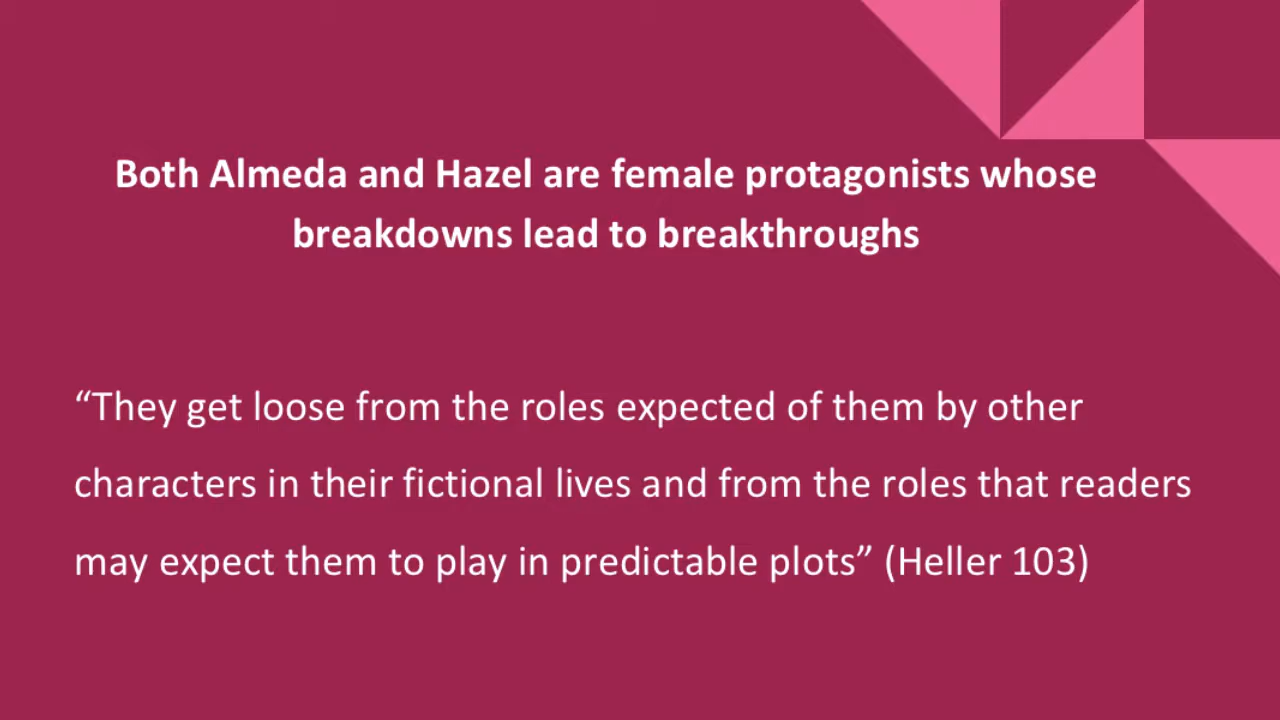 Both Almeda and Hazel are female protagonists whose
breakdowns lead to breakthroughs
“They get loose from the roles expected of them by other
characters in their fictional lives and from the roles that readers
may expect them to play in predictable plots” (Heller 103)